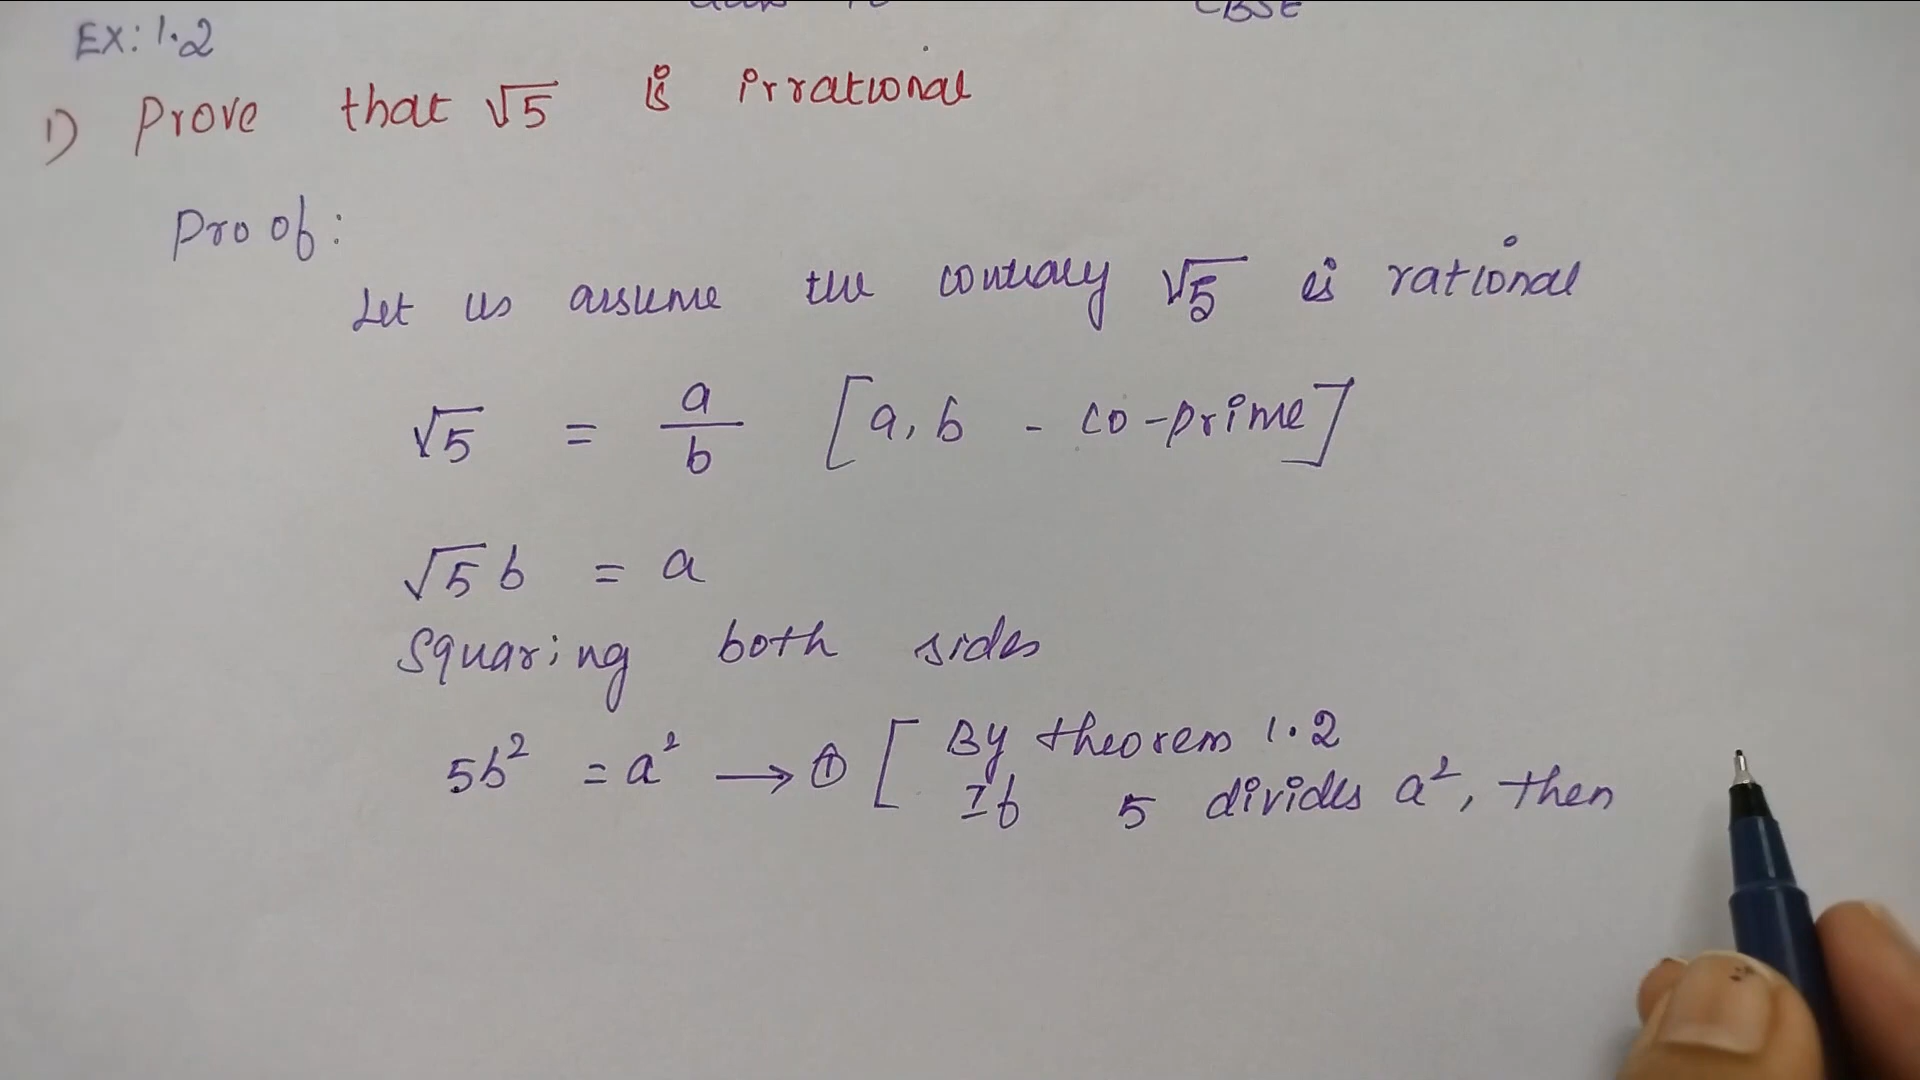 CBSE
EX: 1.2
1) Prove that √5 is irrational
Proof:
Let us assume the contrary √5 is rational
√5 = a/b [a, b - co-prime]
√5 b = a
Squaring both sides
5b² = a² → ① [ By theorem 1.2
If 5 divides a², then